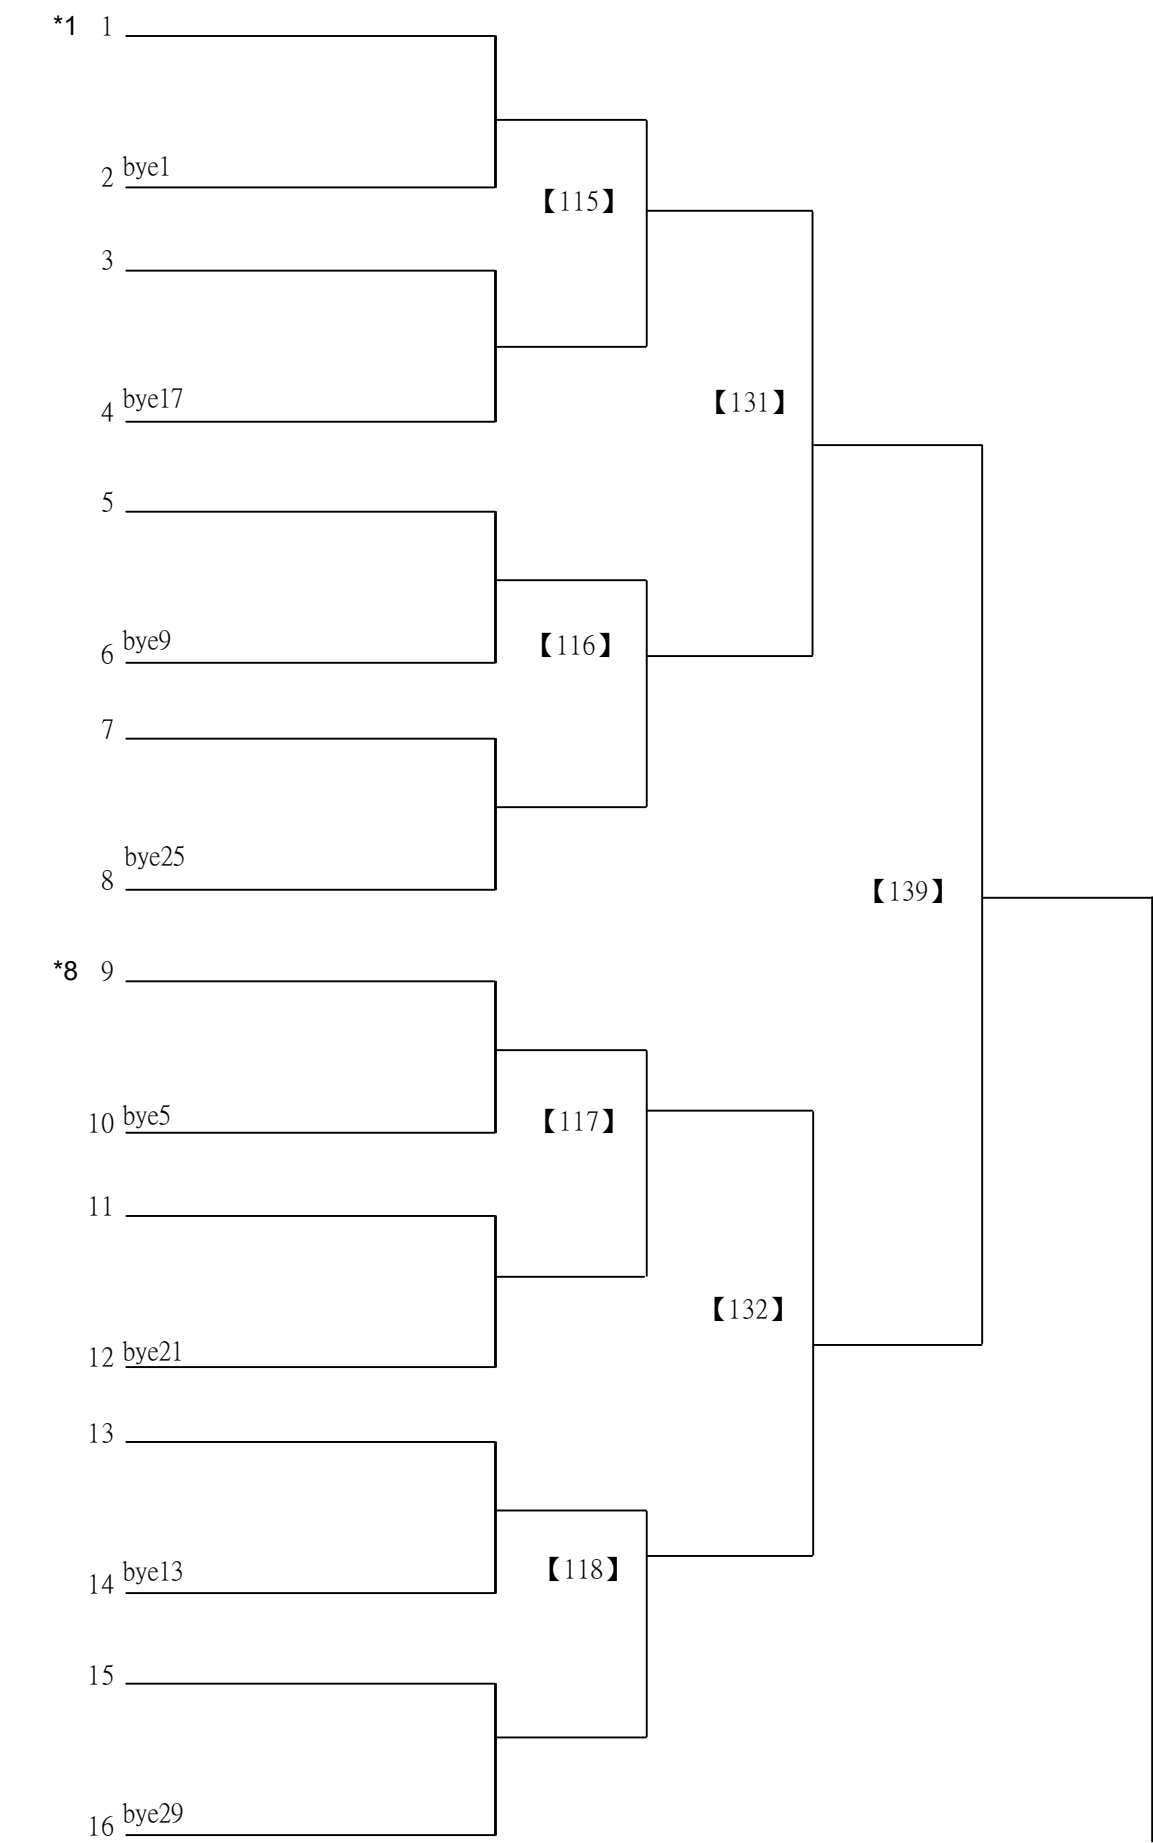 *1 1
2 bye1
【115】
3
4 bye17
【131】
5
6 bye9
【116】
7
8 bye25
【139】
*8 9
10 bye5
【117】
11
【132】
12 bye21
13
14 bye13
【118】
15
16 bye29